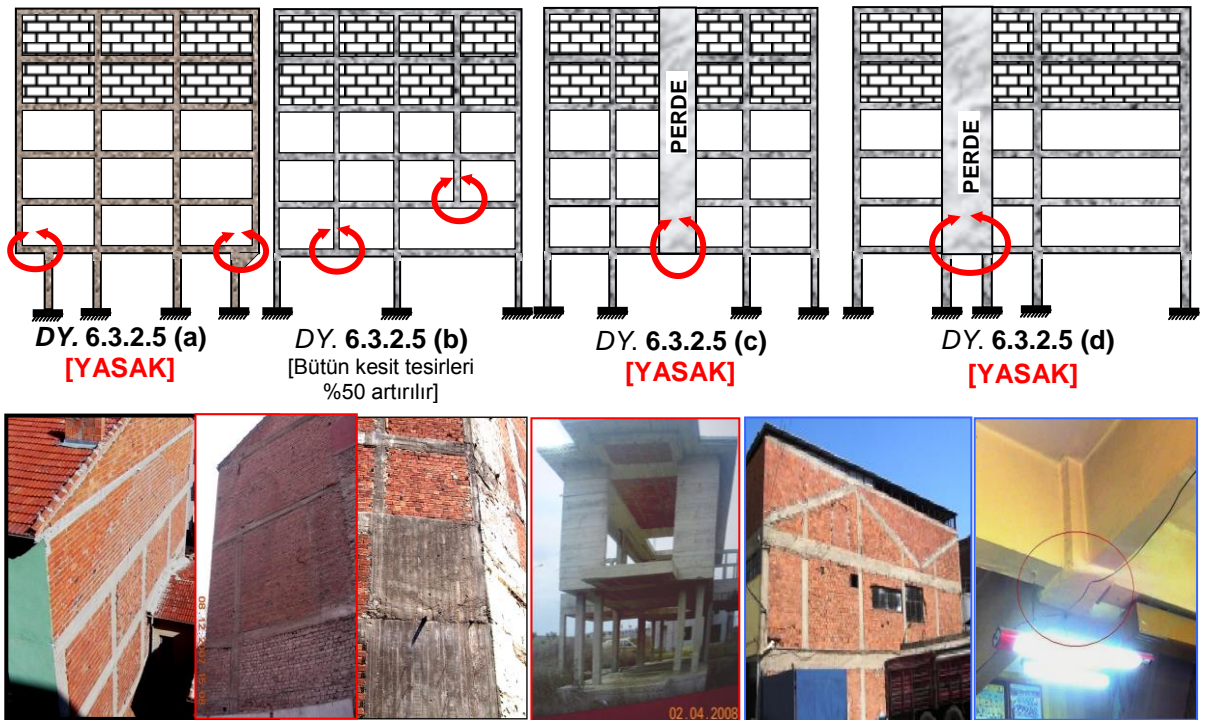 PERDE
PERDE
DY. 6.3.2.5 (a)
[YASAK]
DY. 6.3.2.5 (b)
[Bütün kesit tesirleri
%50 artırılır]
DY. 6.3.2.5 (c)
[YASAK]
DY. 6.3.2.5 (d)
[YASAK]
02.04.2008